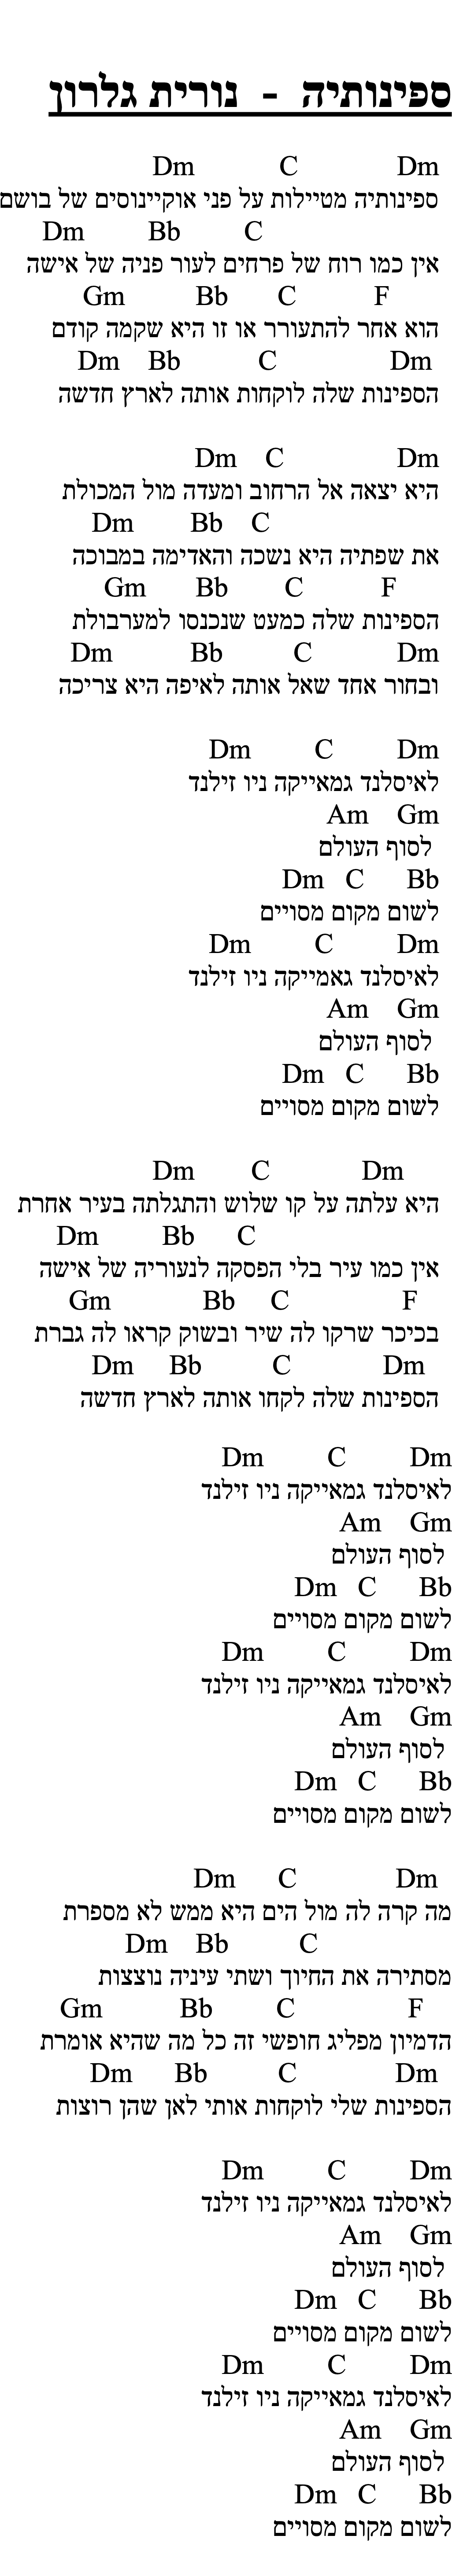 ספינותיה - נורית גלרון
Dm C Dm
ספינותיה מטיילות על פני אוקיינוסים של בושם
Dm Bb C
אין כמו רוח של פרחים לעור פניה של אישה
Gm Bb C F
הוא אחר להתעורר או זו היא שקמה קודם
Dm Bb C Dm
הספינות שלה לוקחות אותה לארץ חדשה
Dm C Dm
היא יצאה אל הרחוב ומעדה מול המכולת
Dm Bb C
את שפתיה היא נשכה והאדימה במבוכה
Gm Bb C F
הספינות שלה כמעט שנכנסו למערבולת
Dm Bb C Dm
ובחור אחד שאל אותה לאיפה היא צריכה
Dm C Dm
לאיסלנד גמאייקה ניו זילנד
Am Gm
לסוף העולם
Dm C Bb
לשום מקום מסויים
Dm C Dm
לאיסלנד גאמייקה ניו זילנד
Am Gm
לסוף העולם
Dm C Bb
לשום מקום מסויים
Dm C Dm
היא עלתה על קו שלוש והתגלתה בעיר אחרת
Dm Bb C
אין כמו עיר בלי הפסקה לנעוריה של אישה
Gm Bb C F
בכיכר שרקו לה שיר ובשוק קראו לה גברת
Dm Bb C Dm
הספינות שלה לקחו אותה לארץ חדשה
Dm C Dm
לאיסלנד גמאייקה ניו זילנד
Am Gm
לסוף העולם
Dm C Bb
לשום מקום מסויים
Dm C Dm
לאיסלנד גמאייקה ניו זילנד
Am Gm
לסוף העולם
Dm C Bb
לשום מקום מסויים
Dm C Dm
מה קרה לה מול הים היא ממש לא מספרת
Dm Bb C
מסתירה את החיוך ושתי עיניה נוצצות
Gm Bb C F
הדמיון מפליג חופשי זה כל מה שהיא אומרת
Dm Bb C Dm
הספינות שלי לוקחות אותי לאן שהן רוצות
Dm C Dm
לאיסלנד גמאייקה ניו זילנד
Am Gm
לסוף העולם
Dm C Bb
לשום מקום מסויים
Dm C Dm
לאיסלנד גמאייקה ניו זילנד
Am Gm
לסוף העולם
Dm C Bb
לשום מקום מסויים